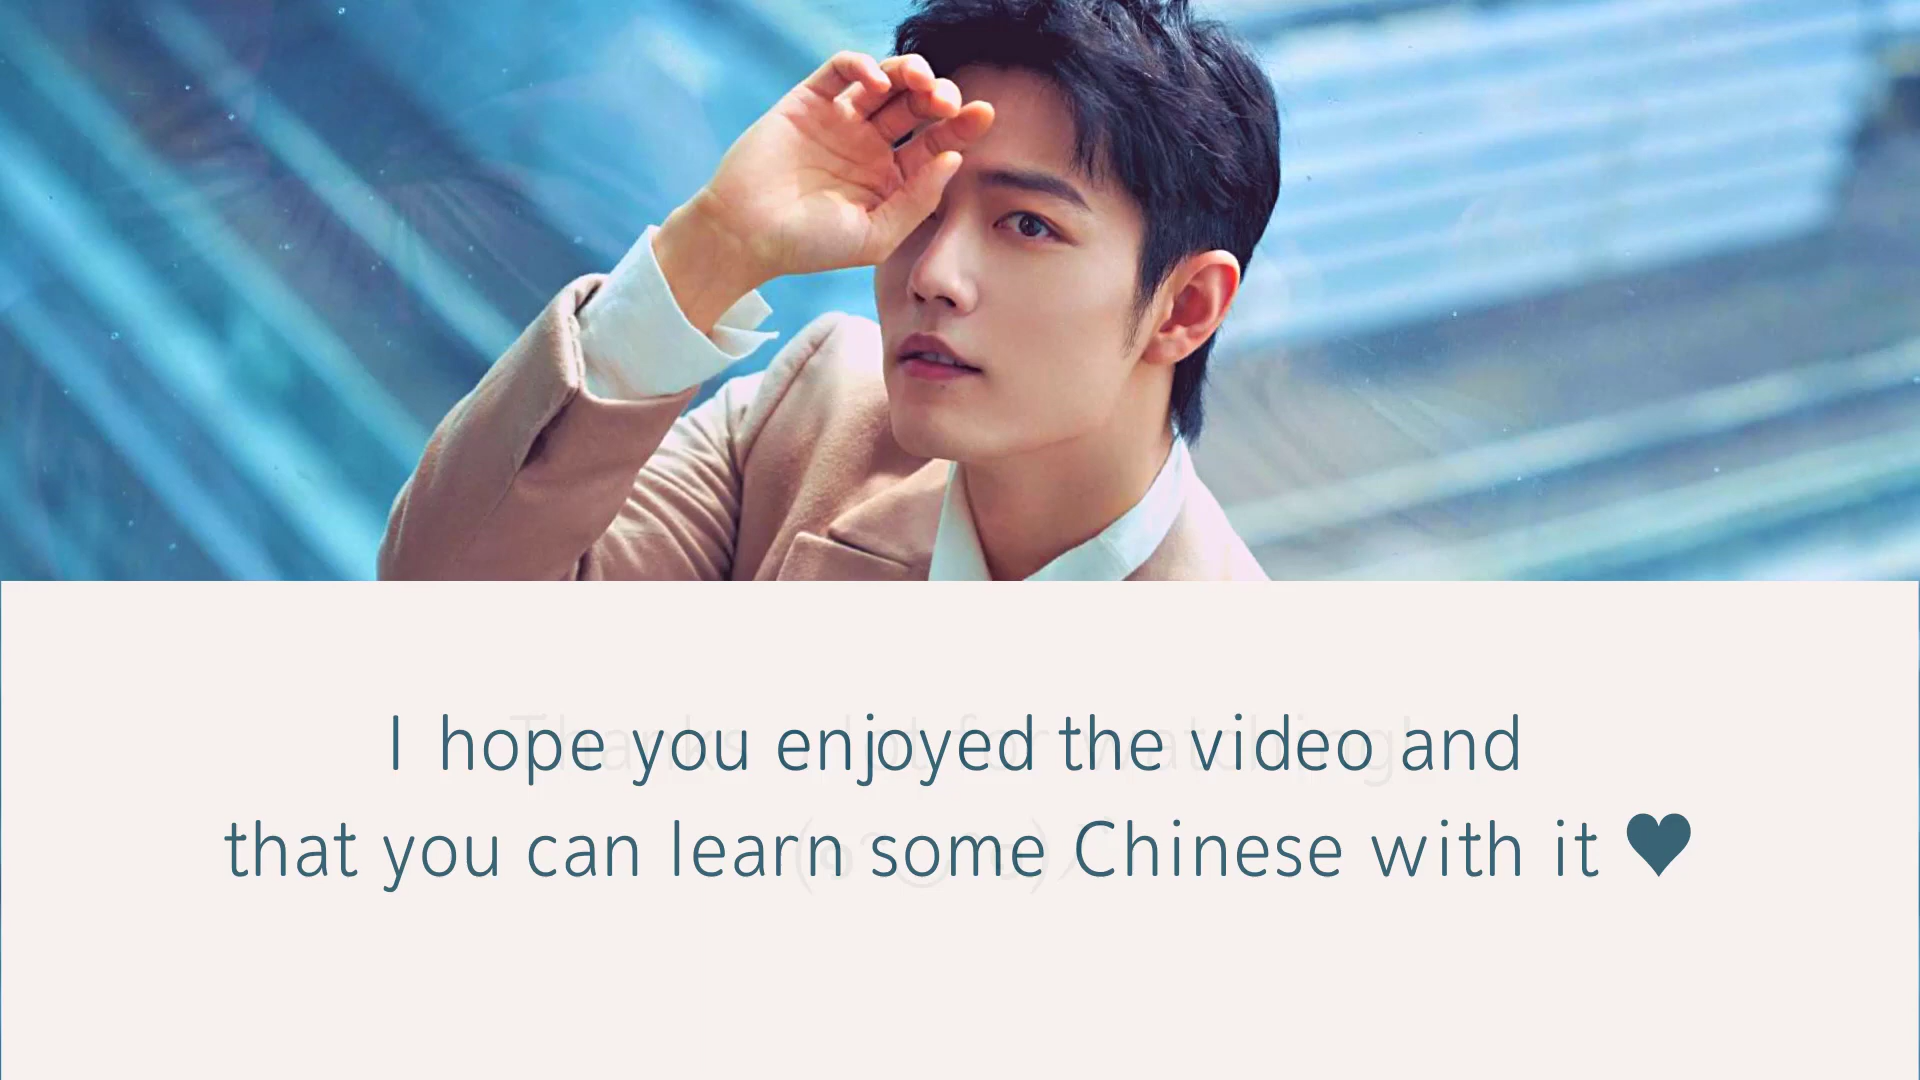 I hope you enjoyed the video and
that you can learn some Chinese with it ♥